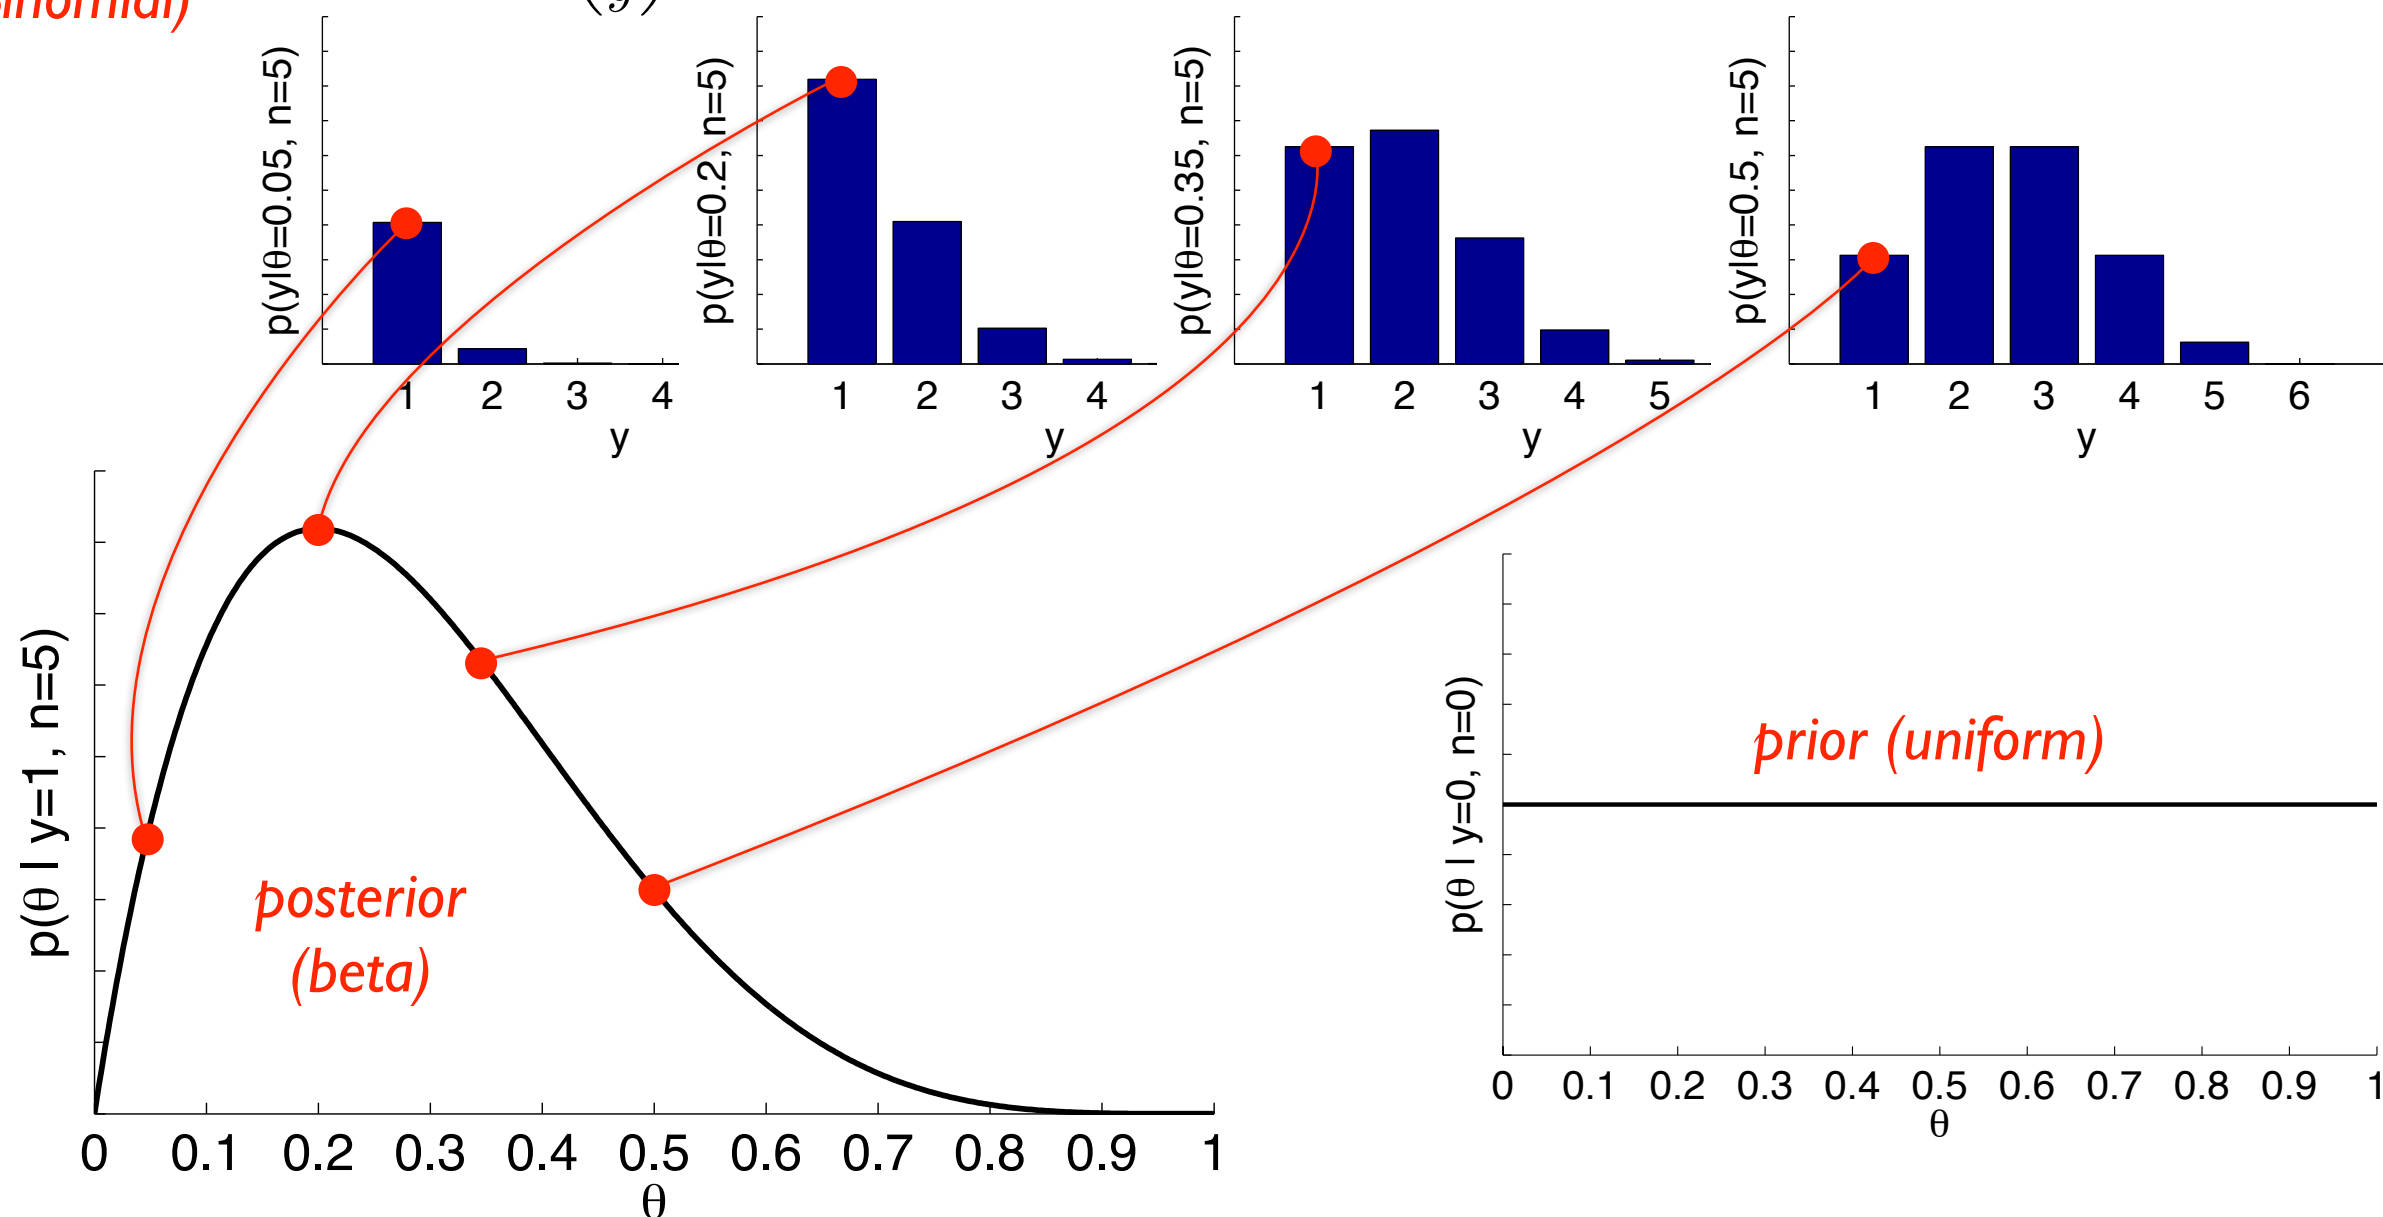 (y)
p(y|θ=0.05, n=5)
1 2 3 4
y
p(y|θ=0.2, n=5)
1 2 3 4
y
p(y|θ=0.35, n=5)
1 2 3 4 5
y
p(y|θ=0.5, n=5)
1 2 3 4 5 6
y
p(θ | y=1, n=5)
posterior
(beta)
0 0.1 0.2 0.3 0.4 0.5 0.6 0.7 0.8 0.9 1
θ
p(θ | y=0, n=0)
prior (uniform)
0 0.1 0.2 0.3 0.4 0.5 0.6 0.7 0.8 0.9 1
θ